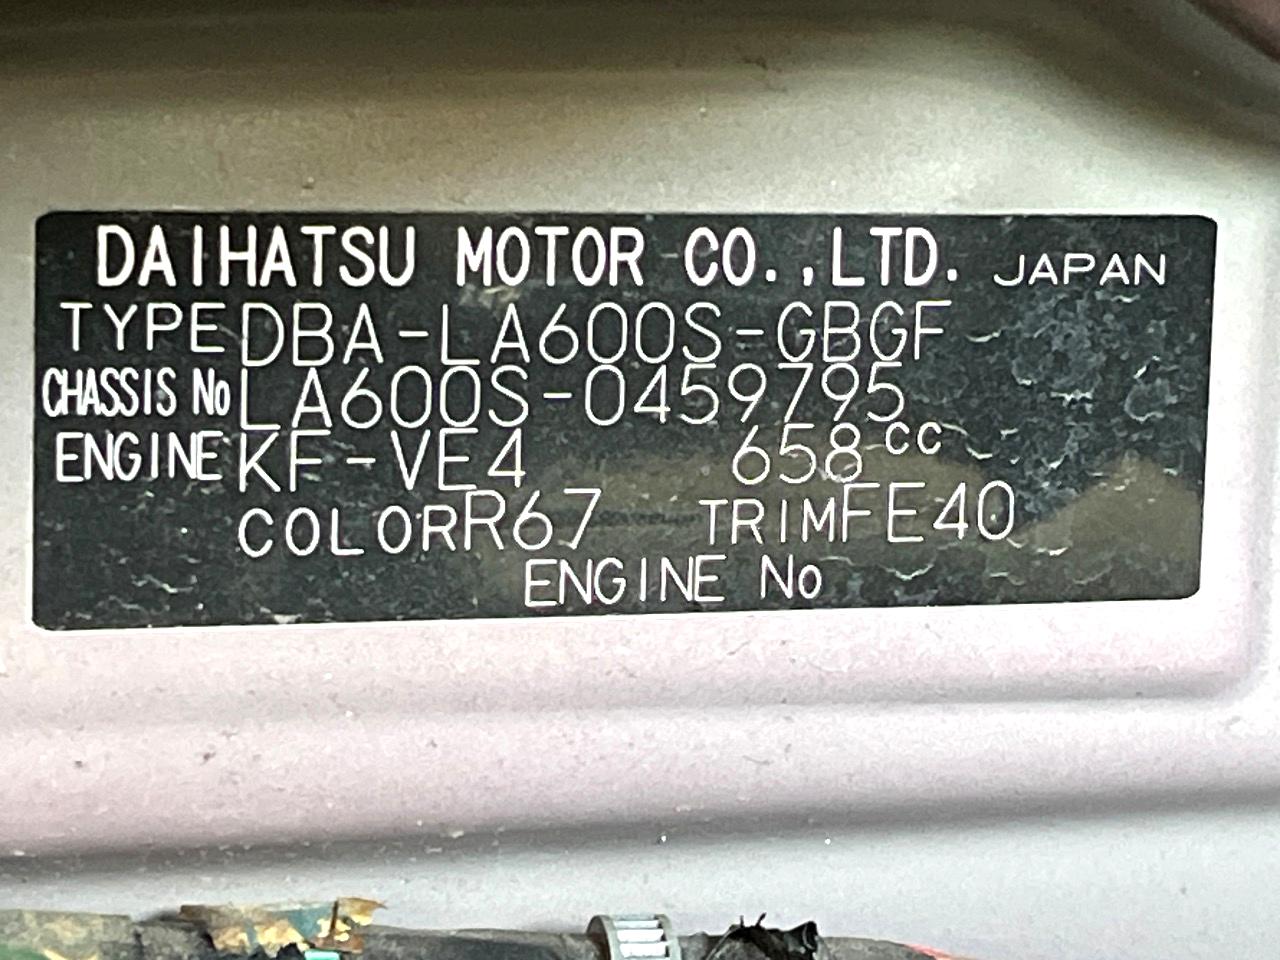 DAIHATSU MOTOR CO.,LTD. JAPAN
TYPE DBA-LA600S-GBGF
CHASSIS No LA600S-0459795
ENGINE KF-VE4 658cc
COLOR R67 TRIM FE40
ENGINE No